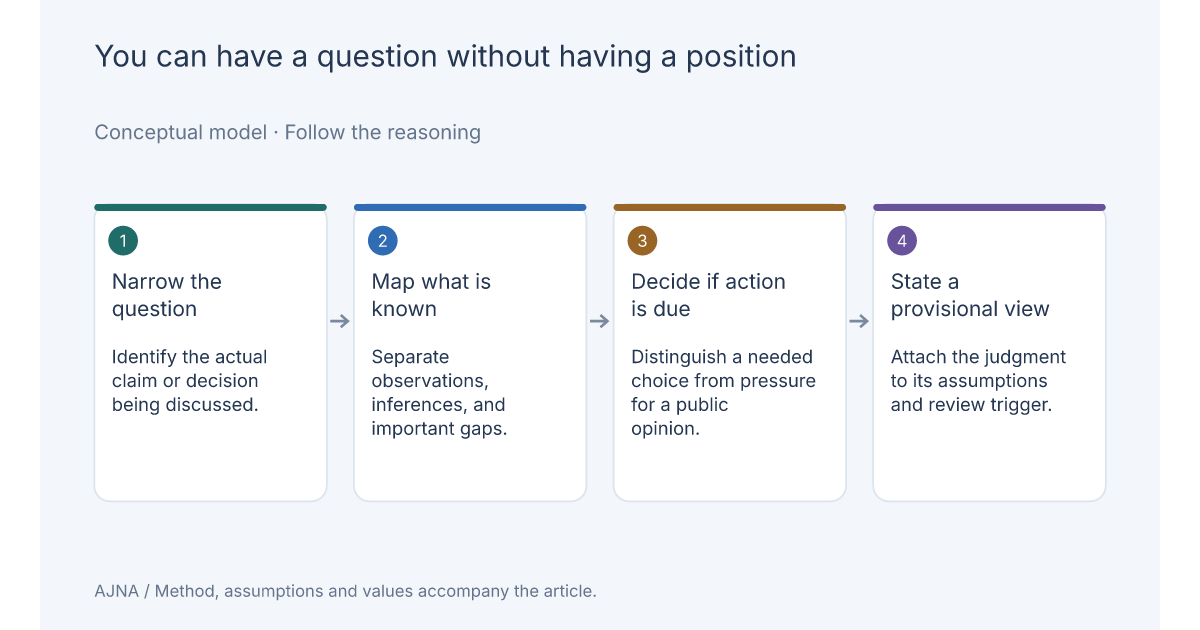 You can have a question without having a position
Conceptual model · Follow the reasoning
1
Narrow the
question
Identify the actual
claim or decision
being discussed.
2
Map what is
known
Separate
observations,
inferences, and
important gaps.
3
Decide if action
is due
Distinguish a needed
choice from pressure
for a public
opinion.
4
State a
provisional view
Attach the judgment
to its assumptions
and review trigger.
AJNA / Method, assumptions and values accompany the article.